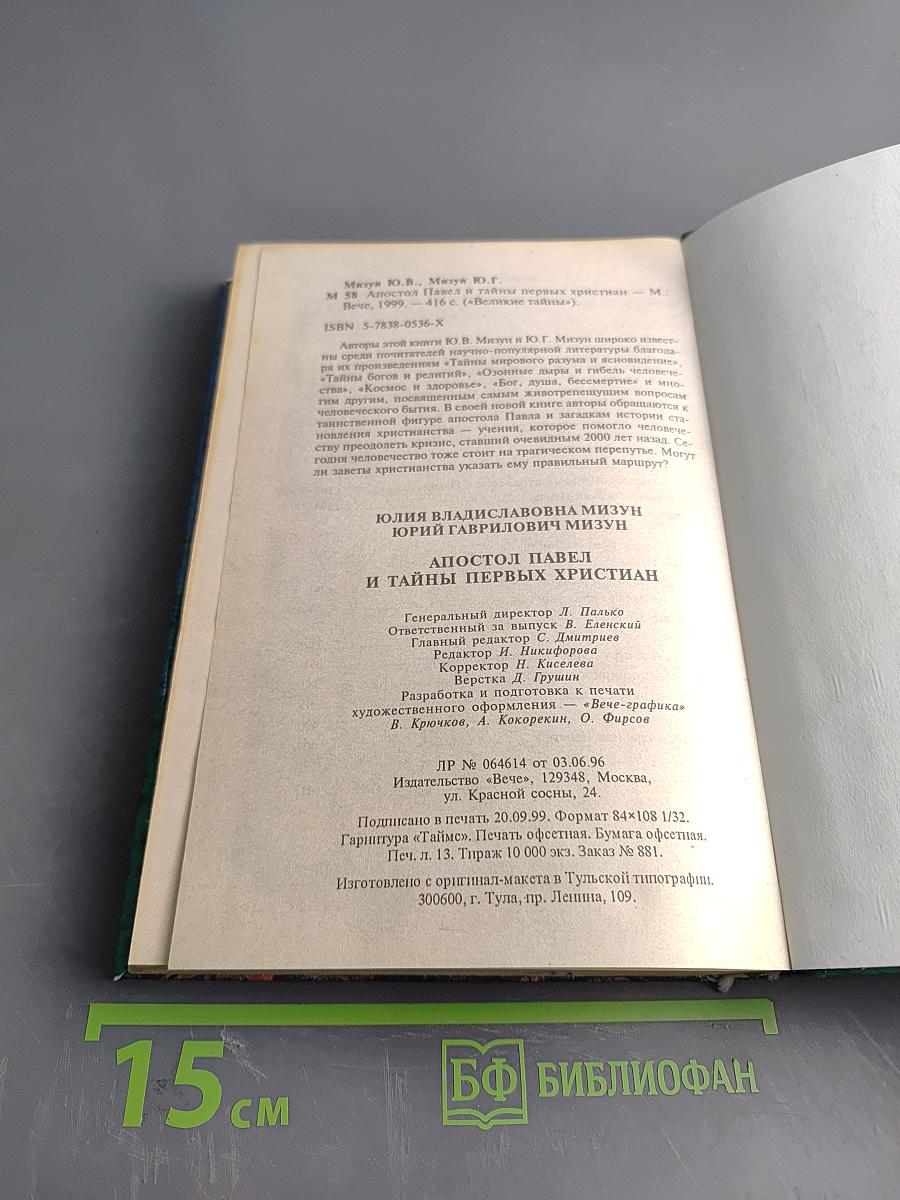 Мизун Ю.В., Мизун Ю.Г.
М 58 Апостол Павел и тайны первых христиан — М.:
Вече, 1999. — 416 с. («Великие тайны»).
ISBN 5-7838-0536-X
Авторы этой книги Ю.В. Мизун и Ю.Г. Мизун широко извест-
ны среди почитателей научно-популярной литературы благода-
ря их произведениям «Тайны мирового разума и ясновидение»,
«Тайны богов и религий», «Озонные дыры и гибель человече-
ства», «Космос и здоровье», «Бог, душа, бессмертие» и мно-
гим другим, посвященным самым животрепещущим вопросам
человеческого бытия. В своей новой книге авторы обращаются к
таинственной фигуре апостола Павла и загадкам истории ста-
новления христианства — учения, которое помогло человече-
ству преодолеть кризис, ставший очевидным 2000 лет назад. Се-
годня человечество тоже стоит на трагическом перепутье. Могут
ли заветы христианства указать ему правильный маршрут?
ЮЛИЯ ВЛАДИСЛАВОВНА МИЗУН
ЮРИЙ ГАВРИЛОВИЧ МИЗУН
АПОСТОЛ ПАВЕЛ
И ТАЙНЫ ПЕРВЫХ ХРИСТИАН
Генеральный директор Л. Палько
Ответственный за выпуск В. Еленский
Главный редактор С. Дмитриев
Редактор И. Никифорова
Корректор Н. Киселева
Верстка Д. Грушин
Разработка и подготовка к печати
художественного оформления — «Вече-графика»
В. Крючков, А. Кокорекин, О. Фирсов
ЛР № 064614 от 03.06.96
Издательство «Вече», 129348, Москва,
ул. Красной сосны, 24.
Подписано в печать 20.09.99. Формат 84×108 1/32.
Гарнитура «Таймс». Печать офсетная. Бумага офсетная.
Печ. л. 13. Тираж 10 000 экз. Заказ № 881.
Изготовлено с оригинал-макета в Тульской типографии.
300600, г. Тула, пр. Ленина, 109.
15 см
БФ БИБЛИОФАН